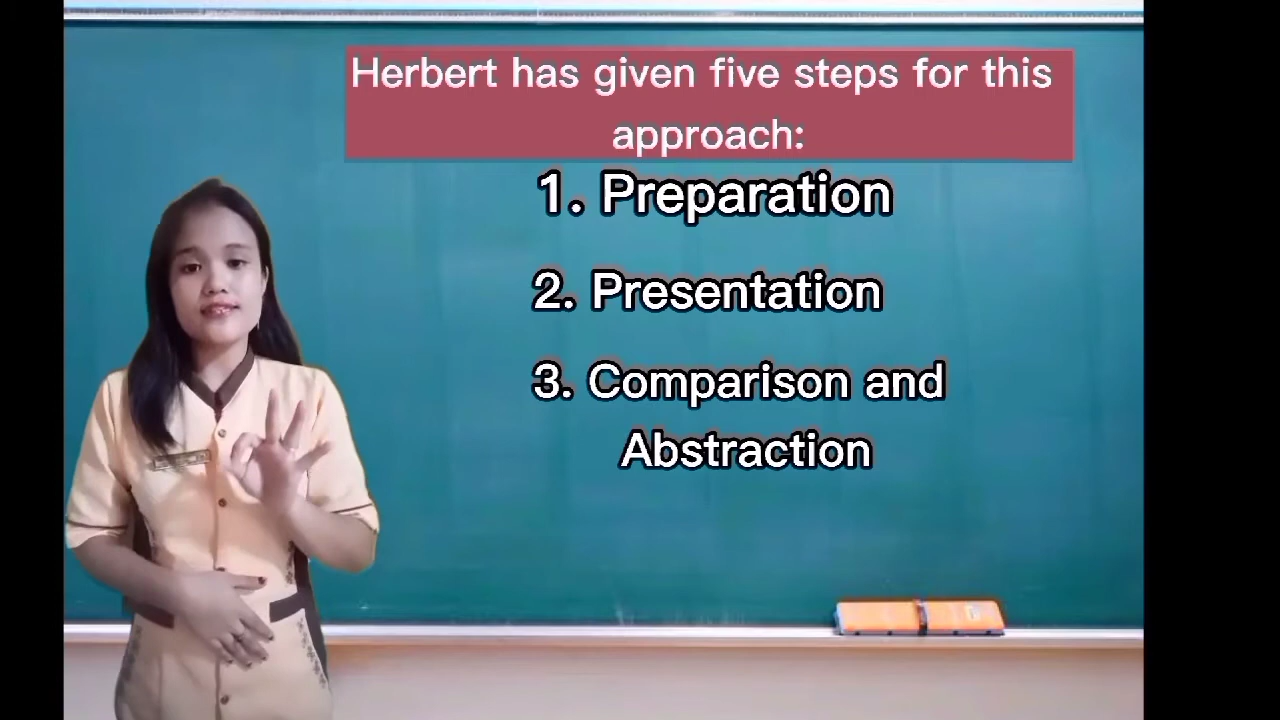 Herbert has given five steps for this
approach:
1. Preparation
2. Presentation
3. Comparison and
Abstraction